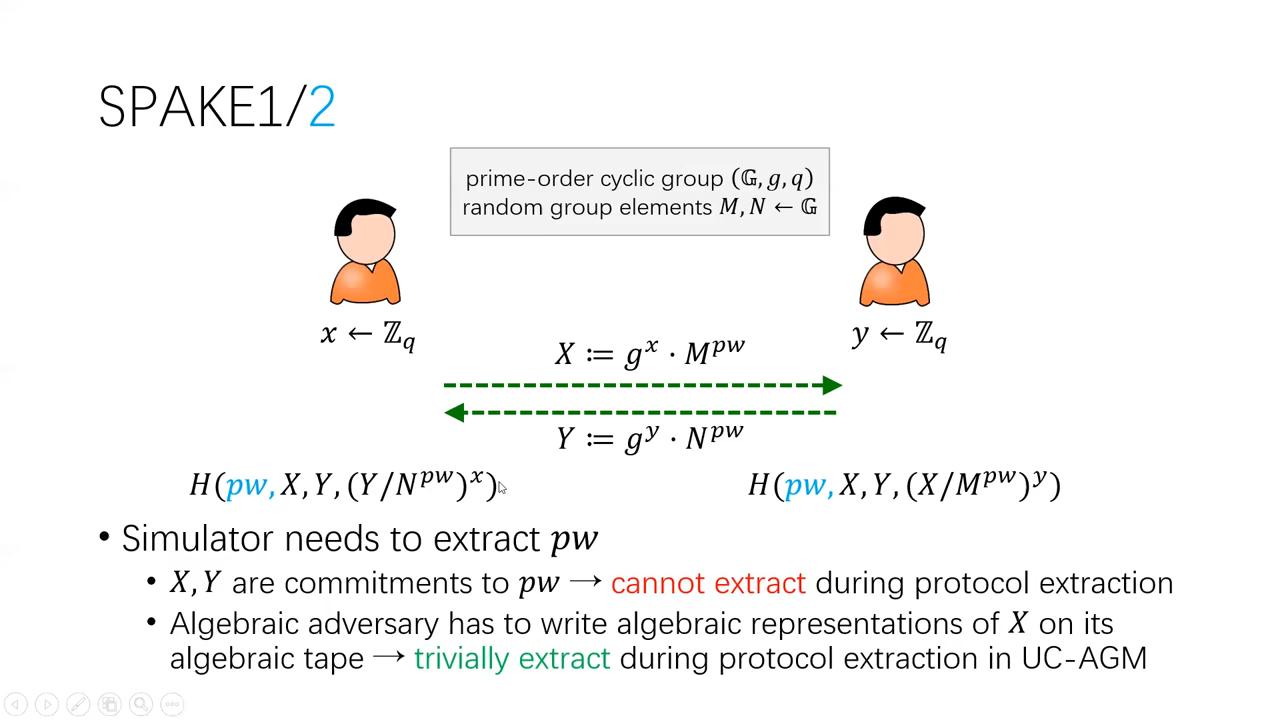 SPAKE1/2
prime-order cyclic group (𝔾, g, q)
random group elements M, N ← 𝔾
x ← ℤ_q
y ← ℤ_q
X ≔ g^x · M^{pw}
Y ≔ g^y · N^{pw}
H(pw, X, Y, (Y/N^{pw})^x)
H(pw, X, Y, (X/M^{pw})^y)
• Simulator needs to extract pw
• X, Y are commitments to pw → cannot extract during protocol extraction
• Algebraic adversary has to write algebraic representations of X on its
algebraic tape → trivially extract during protocol extraction in UC-AGM